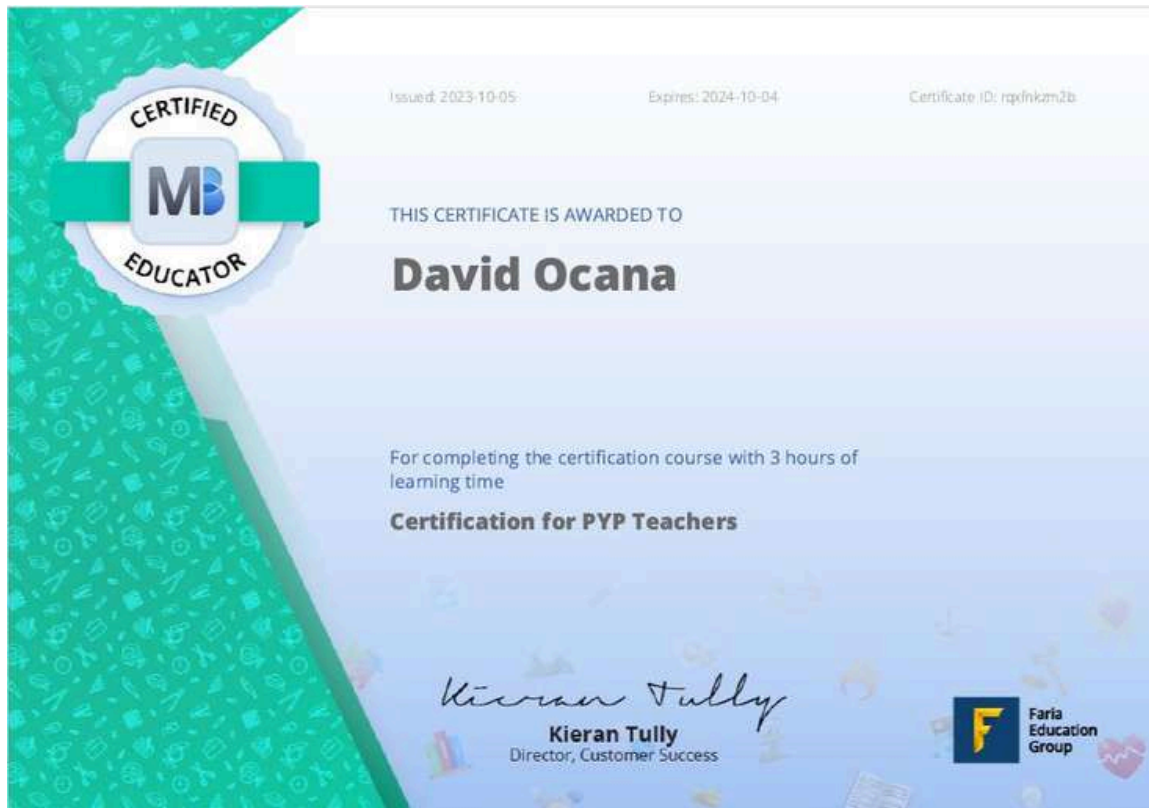 CERTIFIED
MB
EDUCATOR
Issued: 2023-10-05 Expires: 2024-10-04 Certificate ID:
THIS CERTIFICATE IS AWARDED TO
David Ocana
For completing the certification course with 3 hours of
learning time
Certification for PYP Teachers
Kieran Tully
Kieran Tully
Director, Customer Success
F
Faria
Education
Group